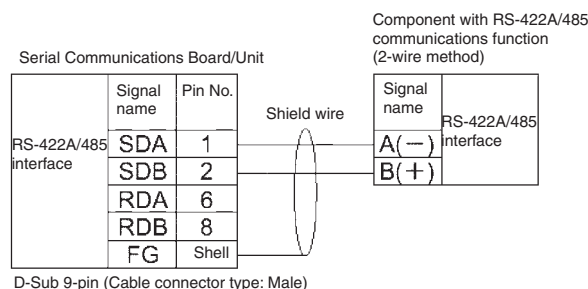 Component with RS-422A/485
communications function
(2-wire method)
Serial Communications Board/Unit
Signal name Pin No.
Shield wire
Signal name
RS-422A/485 interface
SDA 1
SDB 2
RDA 6
RDB 8
FG Shell
A(−)
B(+)
RS-422A/485 interface
D-Sub 9-pin (Cable connector type: Male)